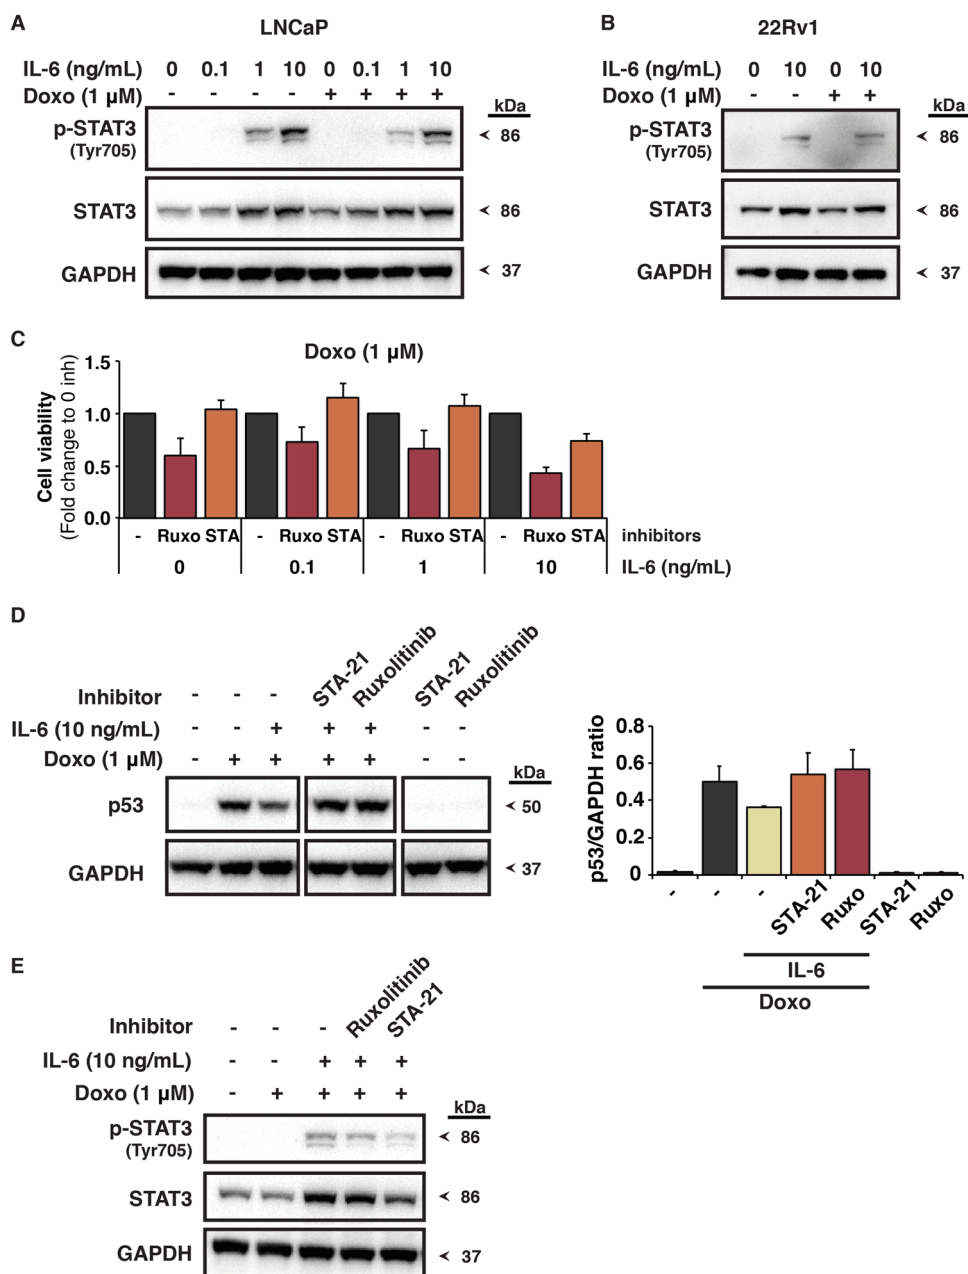 A
LNCaP
IL-6 (ng/mL) 0 0.1 1 10 0 0.1 1 10
Doxo (1 µM) - - - - + + + +
kDa
p-STAT3
(Tyr705)
< 86
STAT3
< 86
GAPDH
< 37
B
22Rv1
IL-6 (ng/mL) 0 10 0 10
Doxo (1 µM) - - + +
kDa
p-STAT3
(Tyr705)
< 86
STAT3
< 86
GAPDH
< 37
C
Doxo (1 µM)
Cell viability
(Fold change to 0 inh)
1.5
1.0
0.5
0.0
- Ruxo STA - Ruxo STA - Ruxo STA - Ruxo STA inhibitors
0 0.1 1 10 IL-6 (ng/mL)
D
Inhibitor - - - STA-21 Ruxolitinib STA-21 Ruxolitinib
IL-6 (10 ng/mL) - - + + + - -
Doxo (1 µM) - + + + + - -
kDa
p53
< 50
GAPDH
< 37
p53/GAPDH ratio
0.8
0.6
0.4
0.2
0
- - - STA-21 Ruxo STA-21 Ruxo
IL-6
Doxo
E
Inhibitor - - - Ruxolitinib STA-21
IL-6 (10 ng/mL) - - + + +
Doxo (1 µM) - + + + +
kDa
p-STAT3
(Tyr705)
< 86
STAT3
< 86
GAPDH
< 37